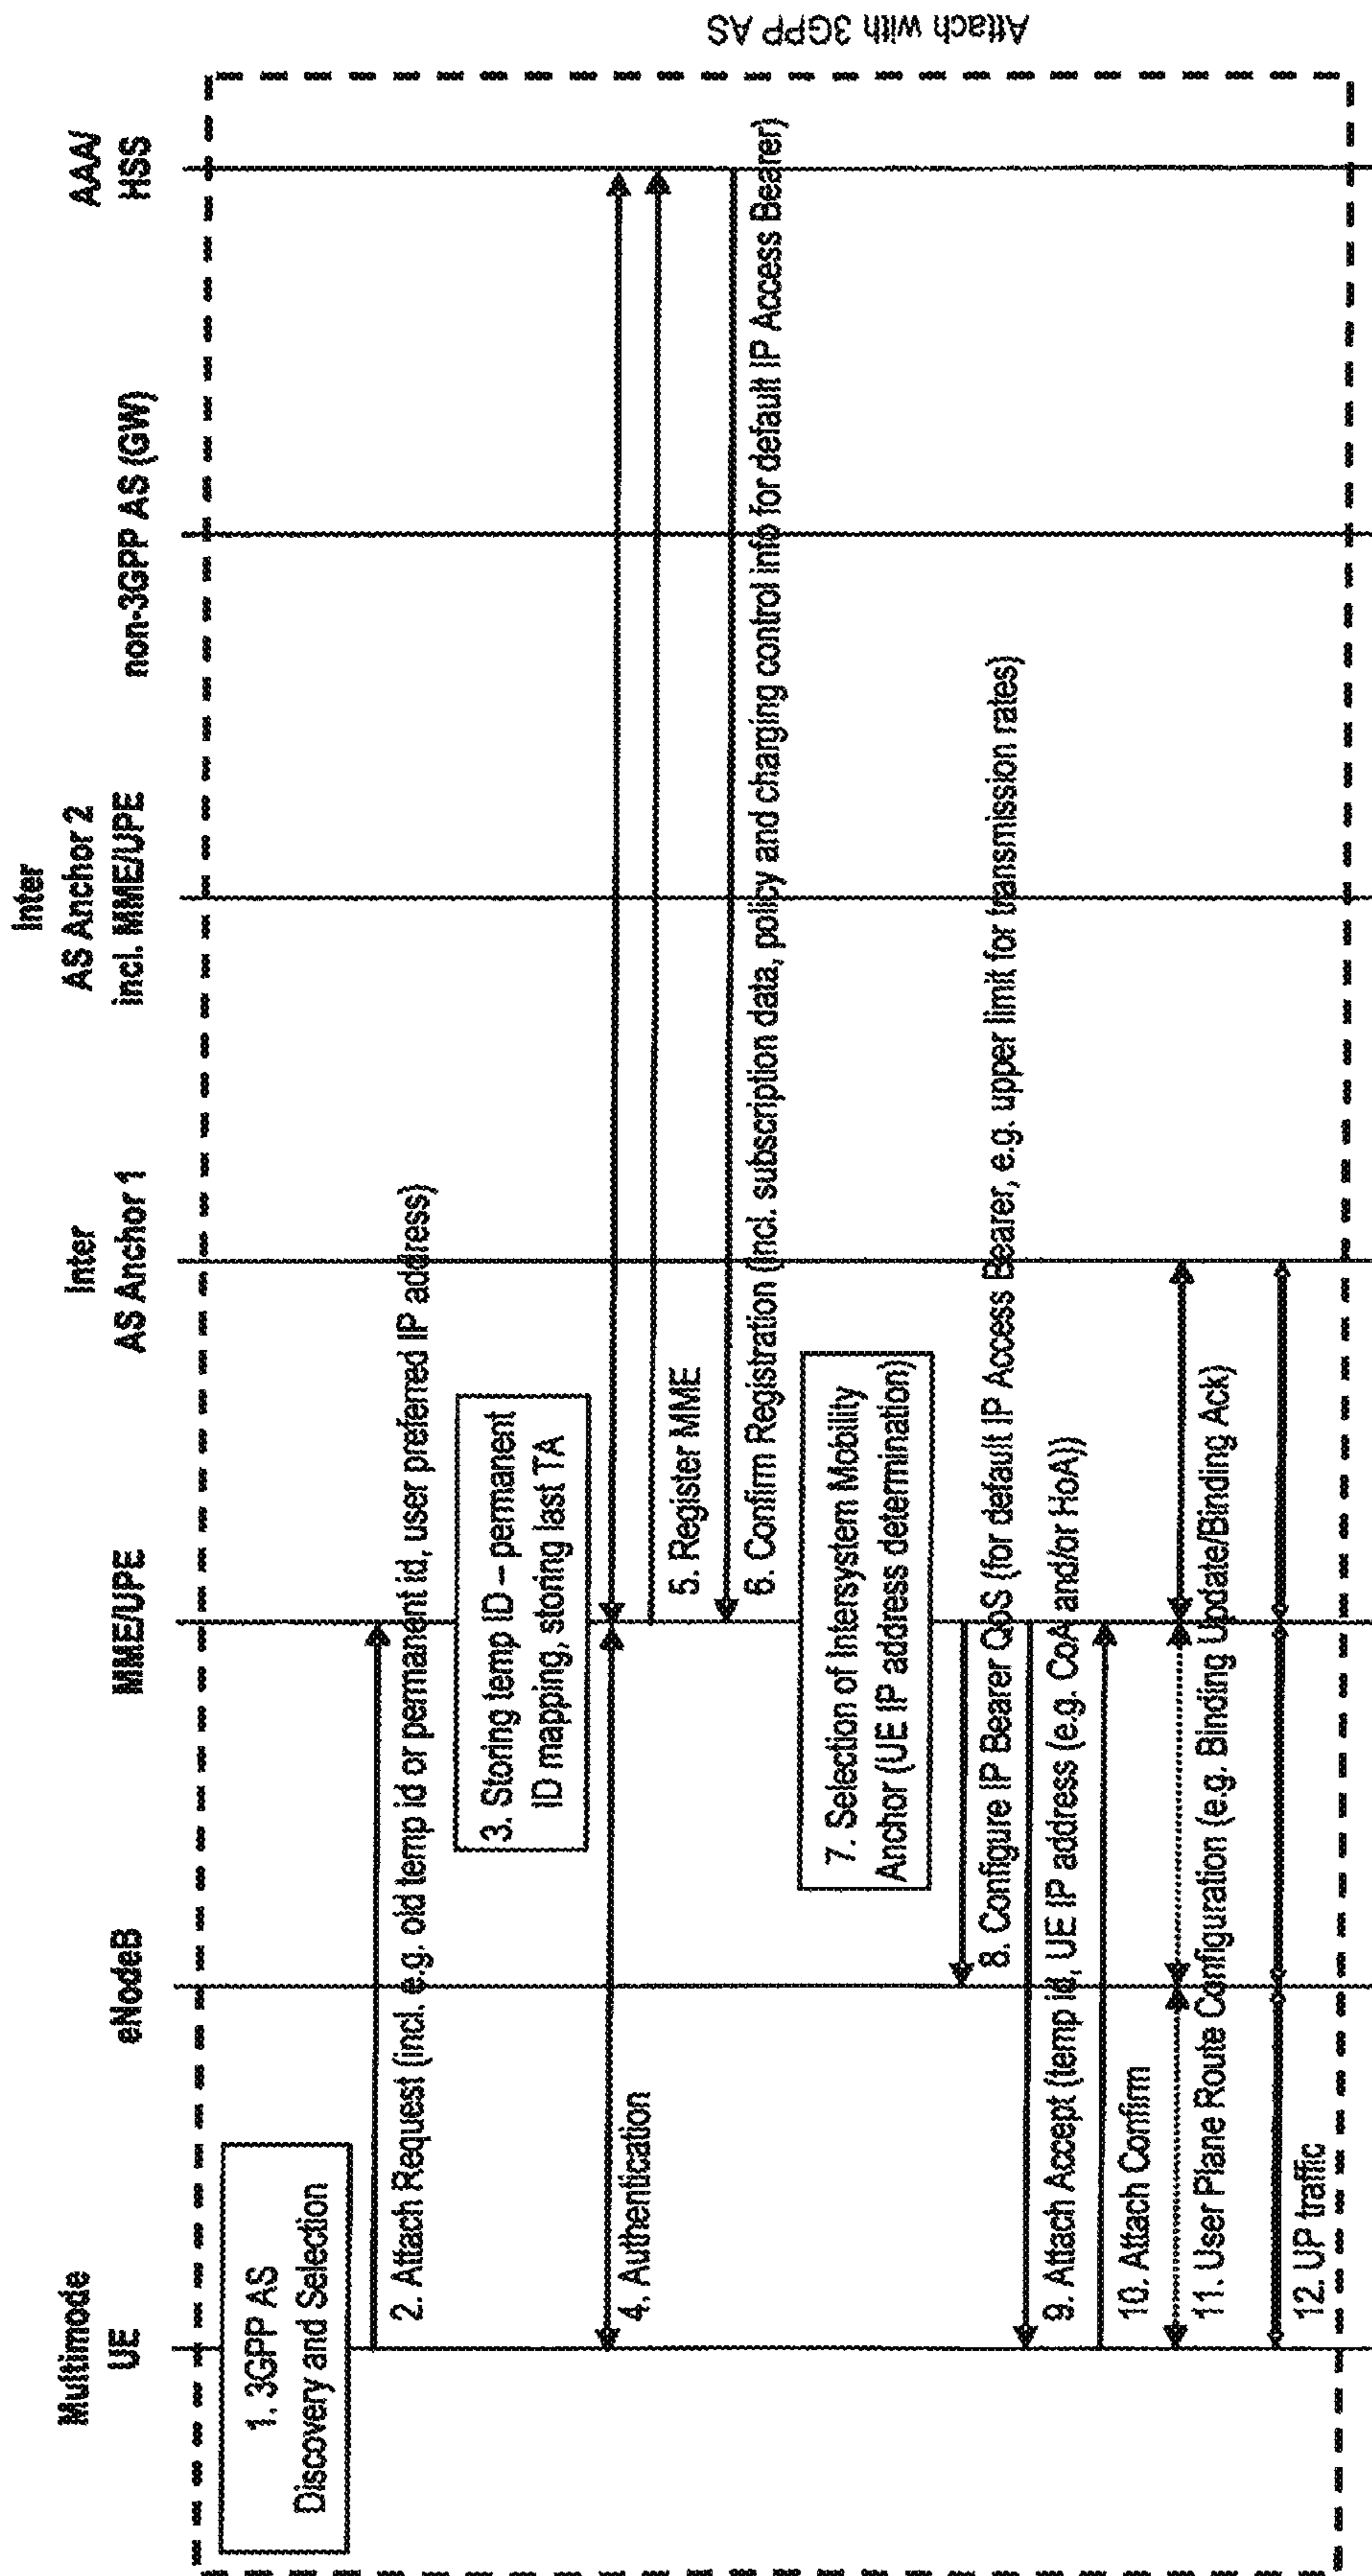 Multimode
UE
eNodeB
MME/UPE
Inter
AS Anchor 1
Inter
AS Anchor 2
incl. MME/UPE
non-3GPP AS (GW)
AAA/
HSS
1. 3GPP AS
Discovery and Selection
2. Attach Request (incl. e.g. old temp id or permanent id, user preferred IP address)
3. Storing temp ID – permanent
ID mapping, storing last TA
4. Authentication
5. Register MME
6. Confirm Registration (incl. subscription data, policy and charging control info for default IP Access Bearer)
7. Selection of Intersystem Mobility
Anchor (UE IP address determination)
8. Configure IP Bearer QoS (for default IP Access Bearer, e.g. upper limit for transmission rates)
9. Attach Accept (temp id, UE IP address (e.g. CoA and/or HoA))
10. Attach Confirm
11. User Plane Route Configuration (e.g. Binding Update/Binding Ack)
12. UP traffic
Attach with 3GPP AS